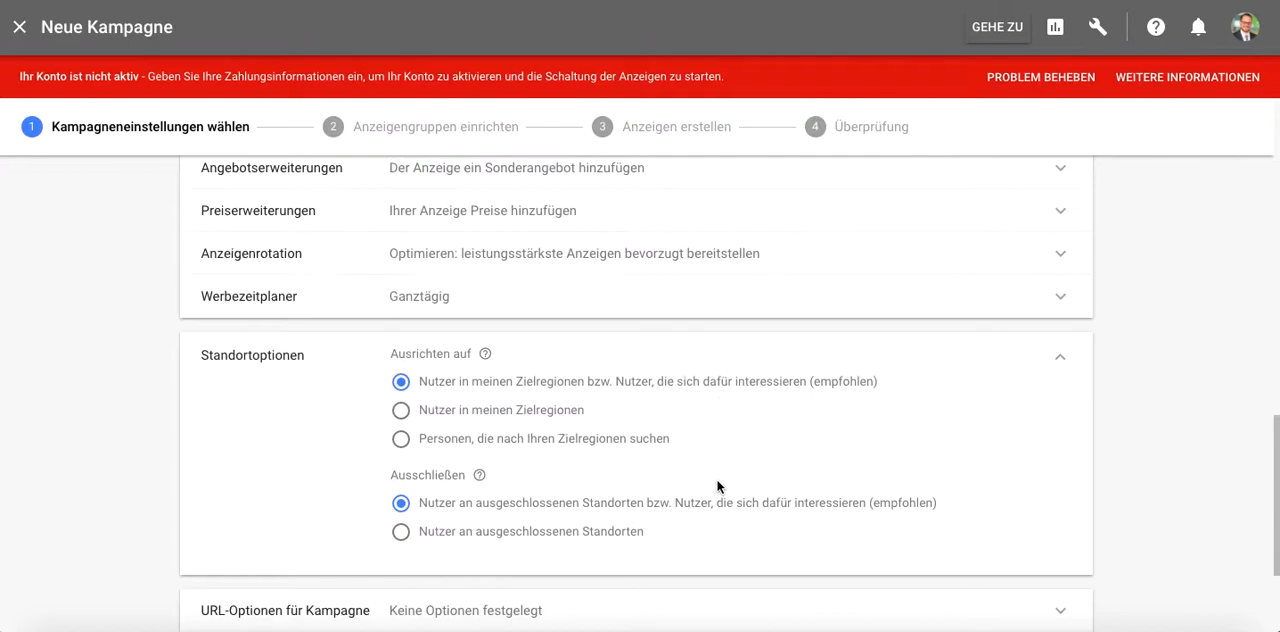 Neue Kampagne
GEHE ZU
Ihr Konto ist nicht aktiv - Geben Sie Ihre Zahlungsinformationen ein, um Ihr Konto zu aktivieren und die Schaltung der Anzeigen zu starten.
PROBLEM BEHEBEN
WEITERE INFORMATIONEN
1 Kampagneneinstellungen wählen
2 Anzeigengruppen einrichten
3 Anzeigen erstellen
4 Überprüfung
Angebotserweiterungen
Der Anzeige ein Sonderangebot hinzufügen
Preiserweiterungen
Ihrer Anzeige Preise hinzufügen
Anzeigenrotation
Optimieren: leistungsstärkste Anzeigen bevorzugt bereitstellen
Werbezeitplaner
Ganztägig
Standortoptionen
Ausrichten auf
Nutzer in meinen Zielregionen bzw. Nutzer, die sich dafür interessieren (empfohlen)
Nutzer in meinen Zielregionen
Personen, die nach Ihren Zielregionen suchen
Ausschließen
Nutzer an ausgeschlossenen Standorten bzw. Nutzer, die sich dafür interessieren (empfohlen)
Nutzer an ausgeschlossenen Standorten
URL-Optionen für Kampagne
Keine Optionen festgelegt